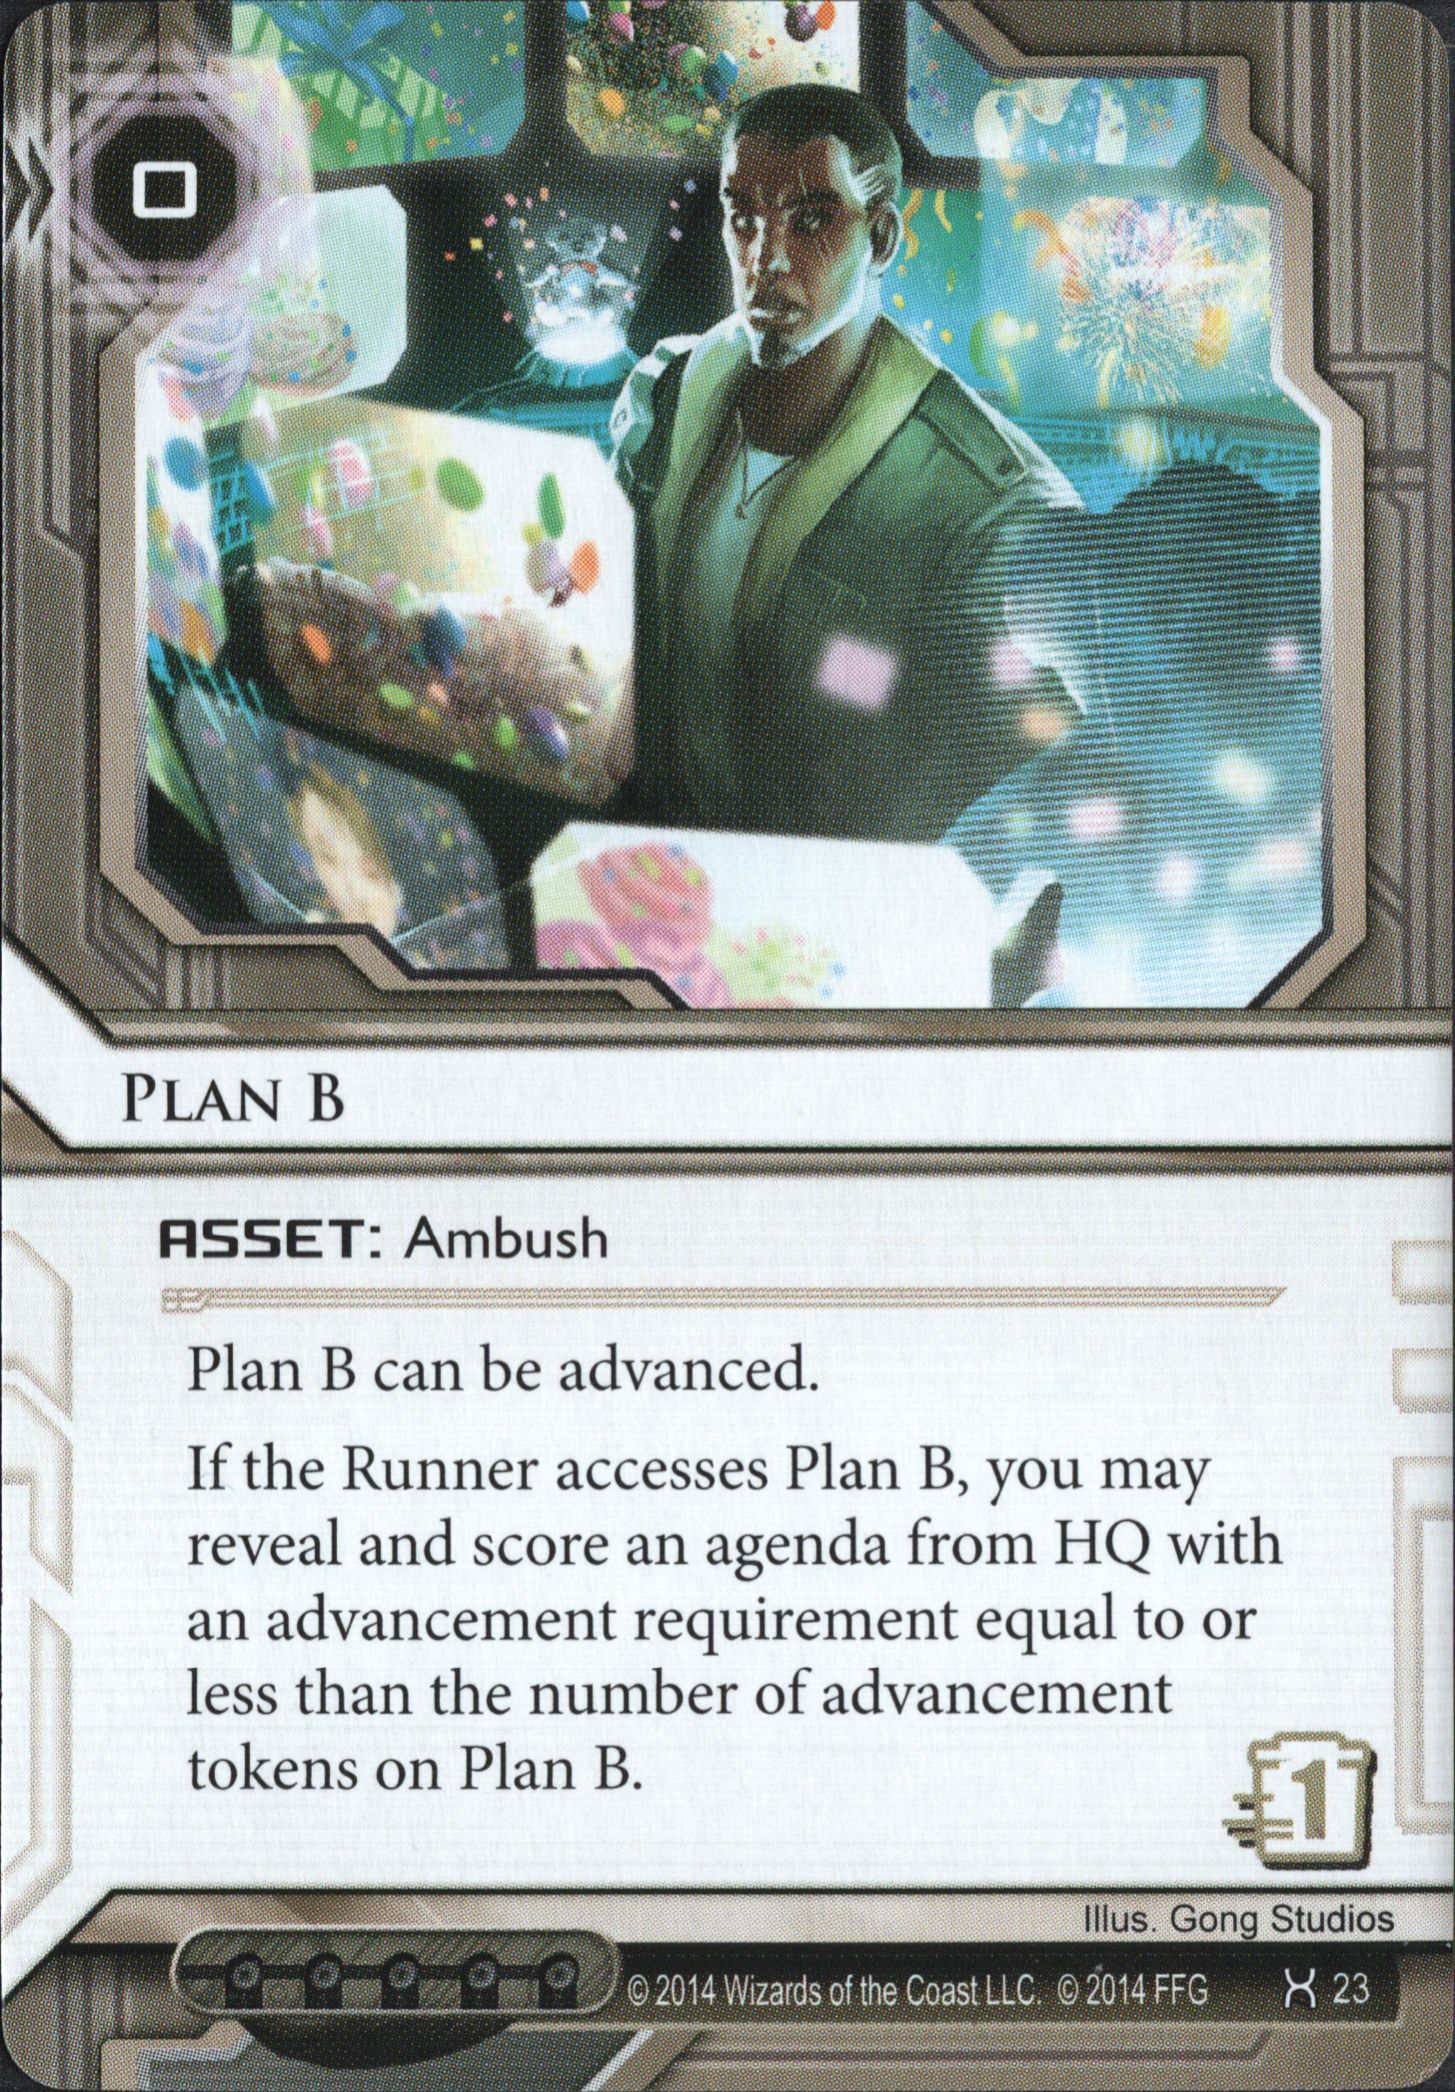 Plan B
ASSET: Ambush
Plan B can be advanced.
If the Runner accesses Plan B, you may
reveal and score an agenda from HQ with
an advancement requirement equal to or
less than the number of advancement
tokens on Plan B.
1
Illus. Gong Studios
© 2014 Wizards of the Coast LLC. © 2014 FFG 23